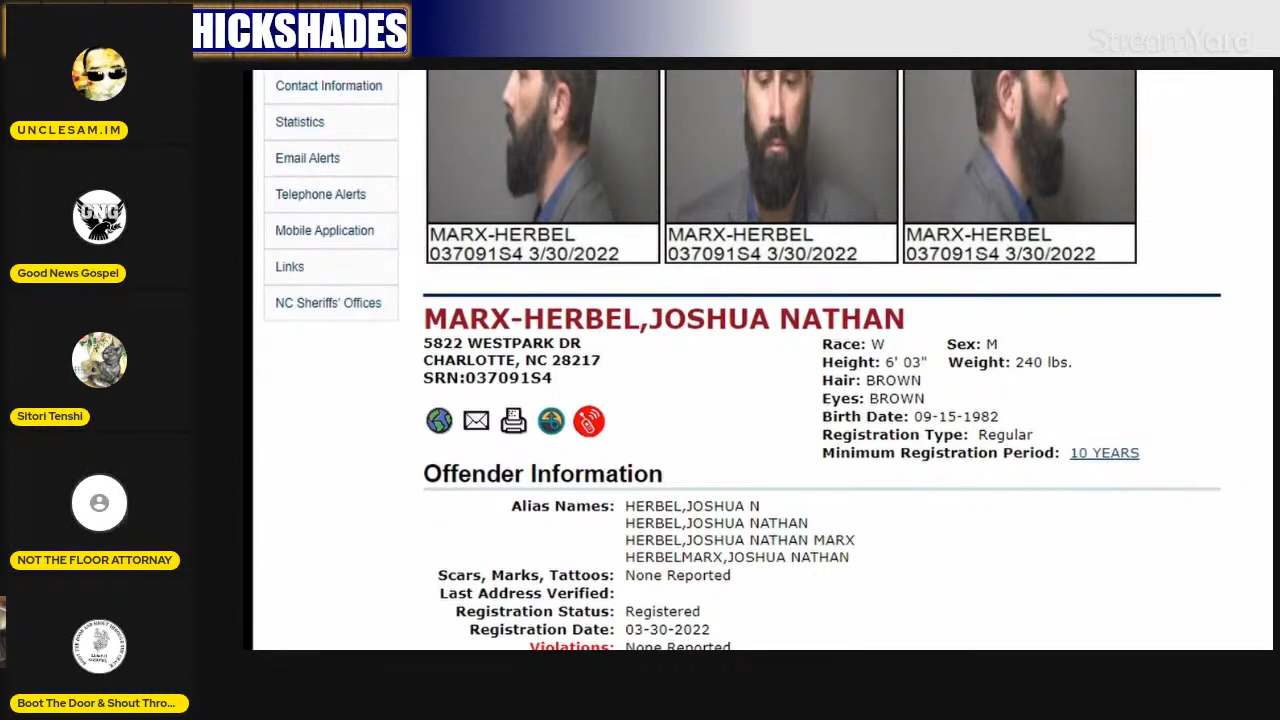 HICKSHADES
StreamYard
UNCLESAM.IM
Good News Gospel
Sitori Tenshi
NOT THE FLOOR ATTORNAY
Boot The Door & Shout Thro...
GNG
Contact Information
Statistics
Email Alerts
Telephone Alerts
Mobile Application
Links
NC Sheriffs' Offices
MARX-HERBEL
037091S4 3/30/2022
MARX-HERBEL
037091S4 3/30/2022
MARX-HERBEL
037091S4 3/30/2022
MARX-HERBEL,JOSHUA NATHAN
5822 WESTPARK DR
CHARLOTTE, NC 28217
SRN:037091S4
Race: W Sex: M
Height: 6' 03" Weight: 240 lbs.
Hair: BROWN
Eyes: BROWN
Birth Date: 09-15-1982
Registration Type: Regular
Minimum Registration Period: 10 YEARS
Offender Information
Alias Names: HERBEL,JOSHUA N
HERBEL,JOSHUA NATHAN
HERBEL,JOSHUA NATHAN MARX
HERBELMARX,JOSHUA NATHAN
Scars, Marks, Tattoos: None Reported
Last Address Verified:
Registration Status: Registered
Registration Date: 03-30-2022
Violations: None Reported